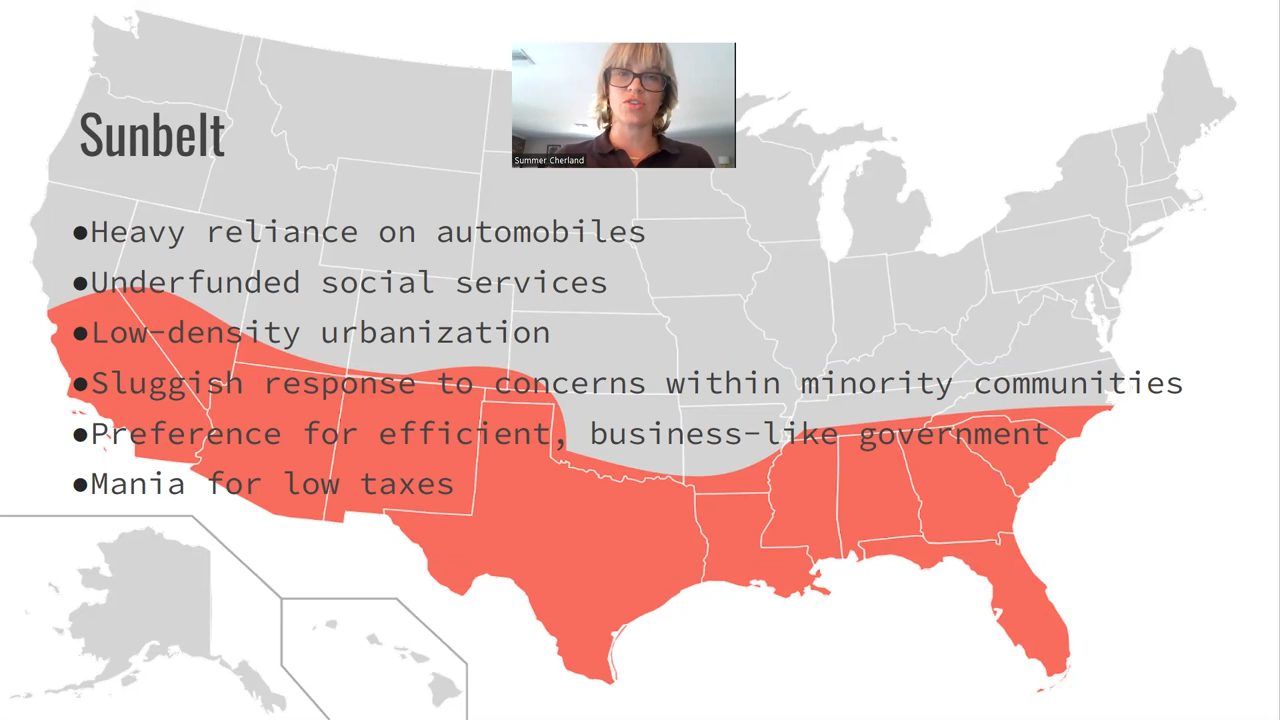 Summer Cherland
Sunbelt
●Heavy reliance on automobiles
●Underfunded social services
●Low-density urbanization
●Sluggish response to concerns within minority communities
●Preference for efficient, business-like government
●Mania for low taxes